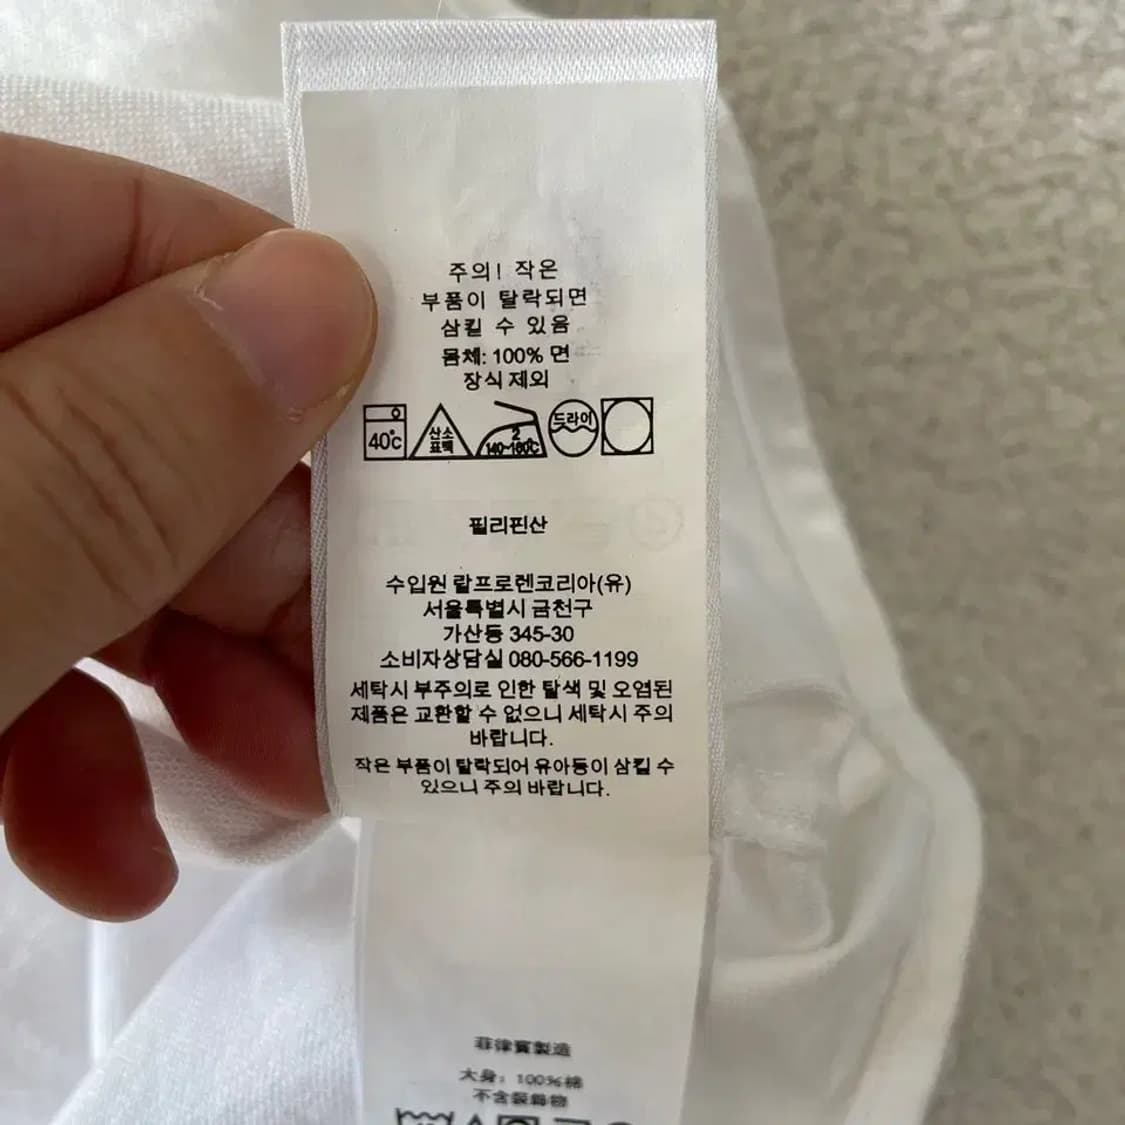 주의! 작은
부품이 탈락되면
삼킬 수 있음
몸체: 100% 면
장식 제외
40℃ 산소 표백 2 140~160℃ 드라이
필리핀산
수입원 랄프로렌코리아(유)
서울특별시 금천구
가산동 345-30
소비자상담실 080-566-1199
세탁시 부주의로 인한 탈색 및 오염된
제품은 교환할 수 없으니 세탁시 주의
바랍니다.
작은 부품이 탈락되어 유아등이 삼킬 수
있으니 주의 바랍니다.
菲律賓製造
大身: 100%棉
不含裝飾物